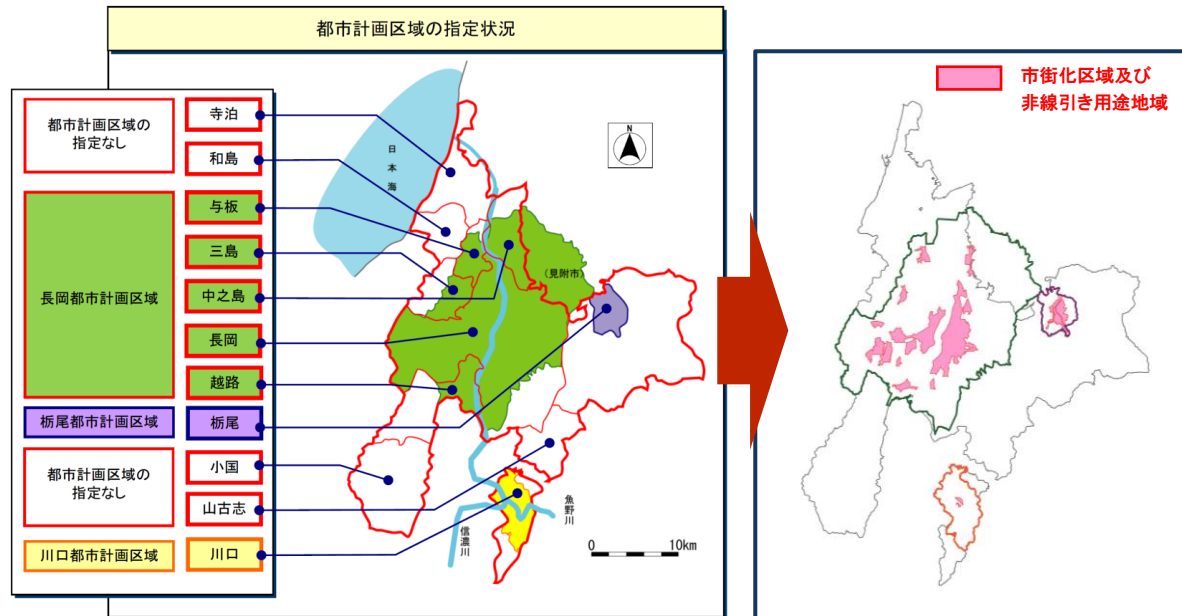 都市計画区域の指定状況
都市計画区域の
指定なし
寺泊
和島
長岡都市計画区域
与板
三島
中之島
長岡
越路
栃尾都市計画区域
栃尾
都市計画区域の
指定なし
小国
山古志
川口都市計画区域
川口
日本海
N
(見附市)
魚野川
信濃川
0 10km
市街化区域及び
非線引き用途地域